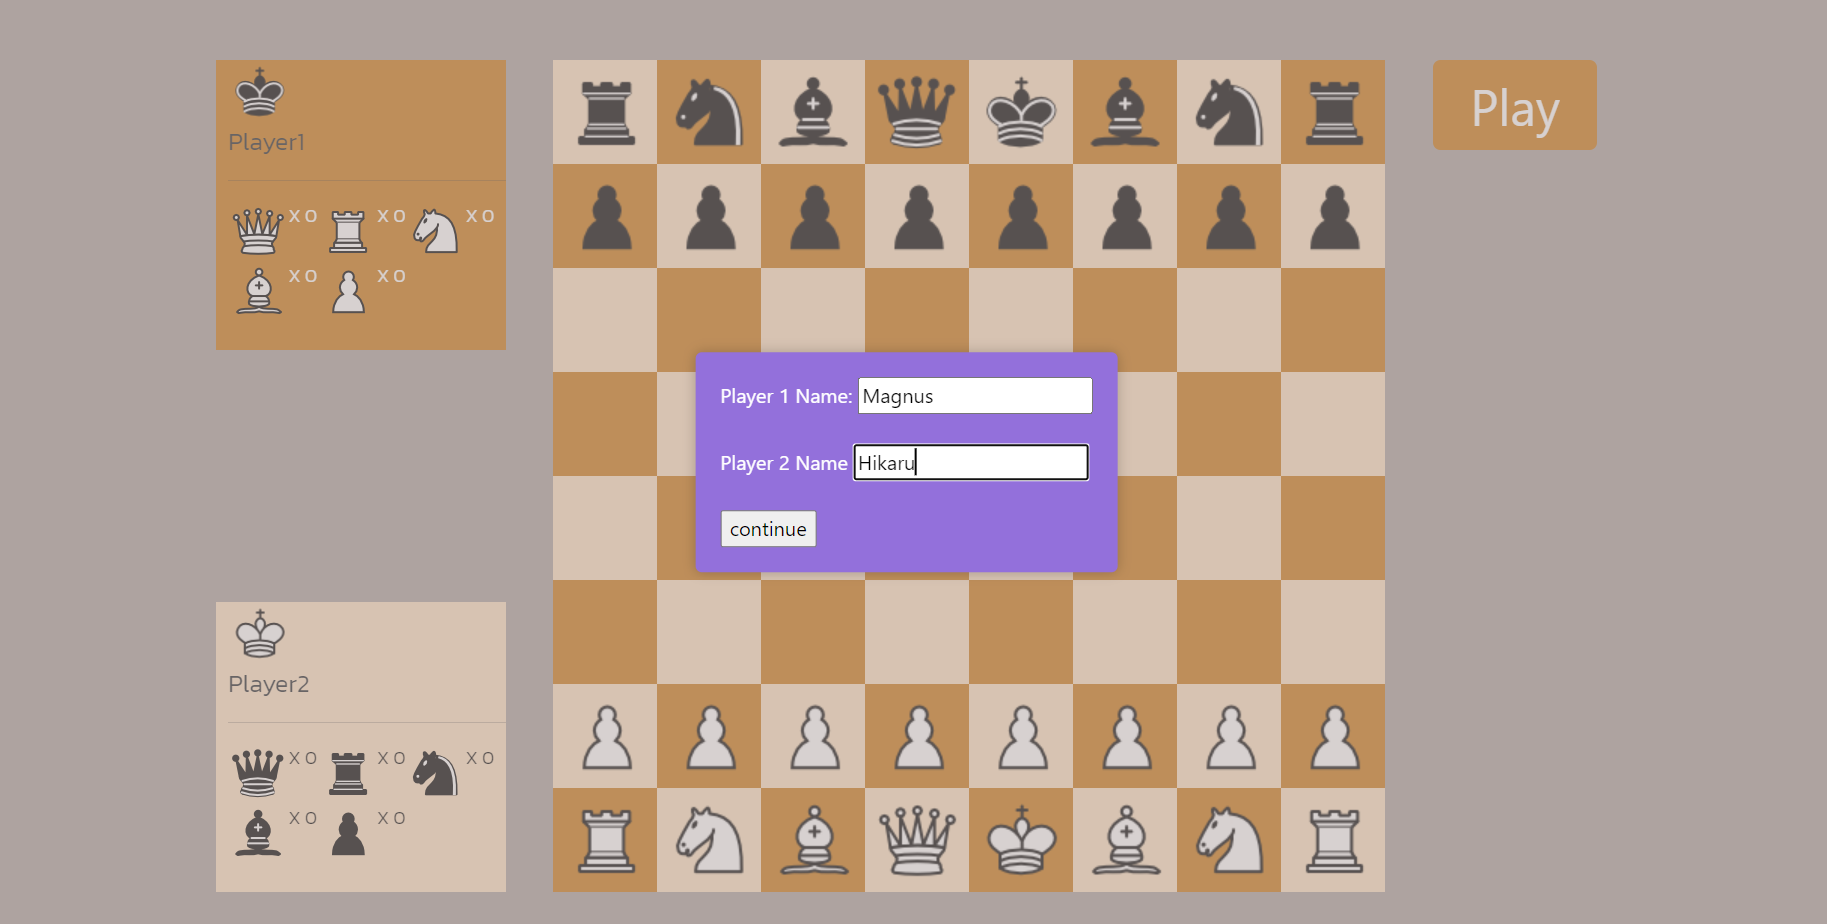 Player1
X 0 X 0 X 0
X 0 X 0
Play
Player 1 Name: Magnus
Player 2 Name Hikaru
continue
Player2
X 0 X 0 X 0
X 0 X 0